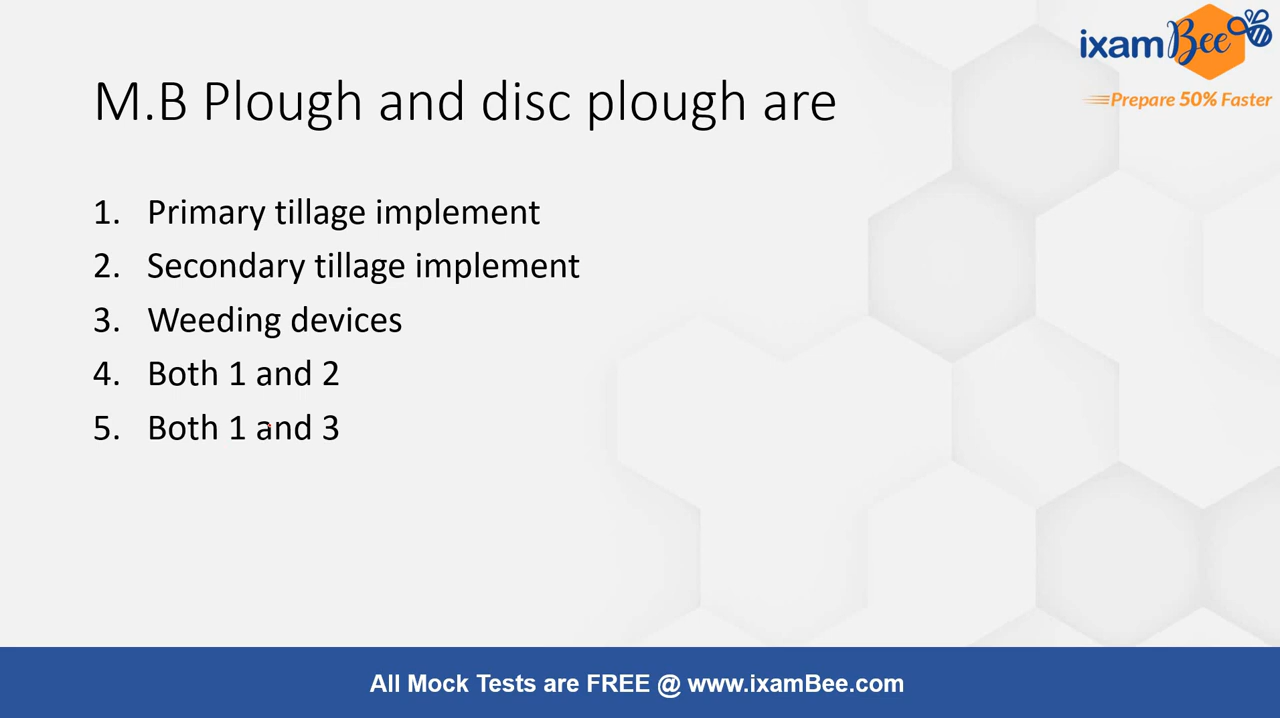 ixamBee
Prepare 50% Faster
M.B Plough and disc plough are
1. Primary tillage implement
2. Secondary tillage implement
3. Weeding devices
4. Both 1 and 2
5. Both 1 and 3
All Mock Tests are FREE @ www.ixamBee.com